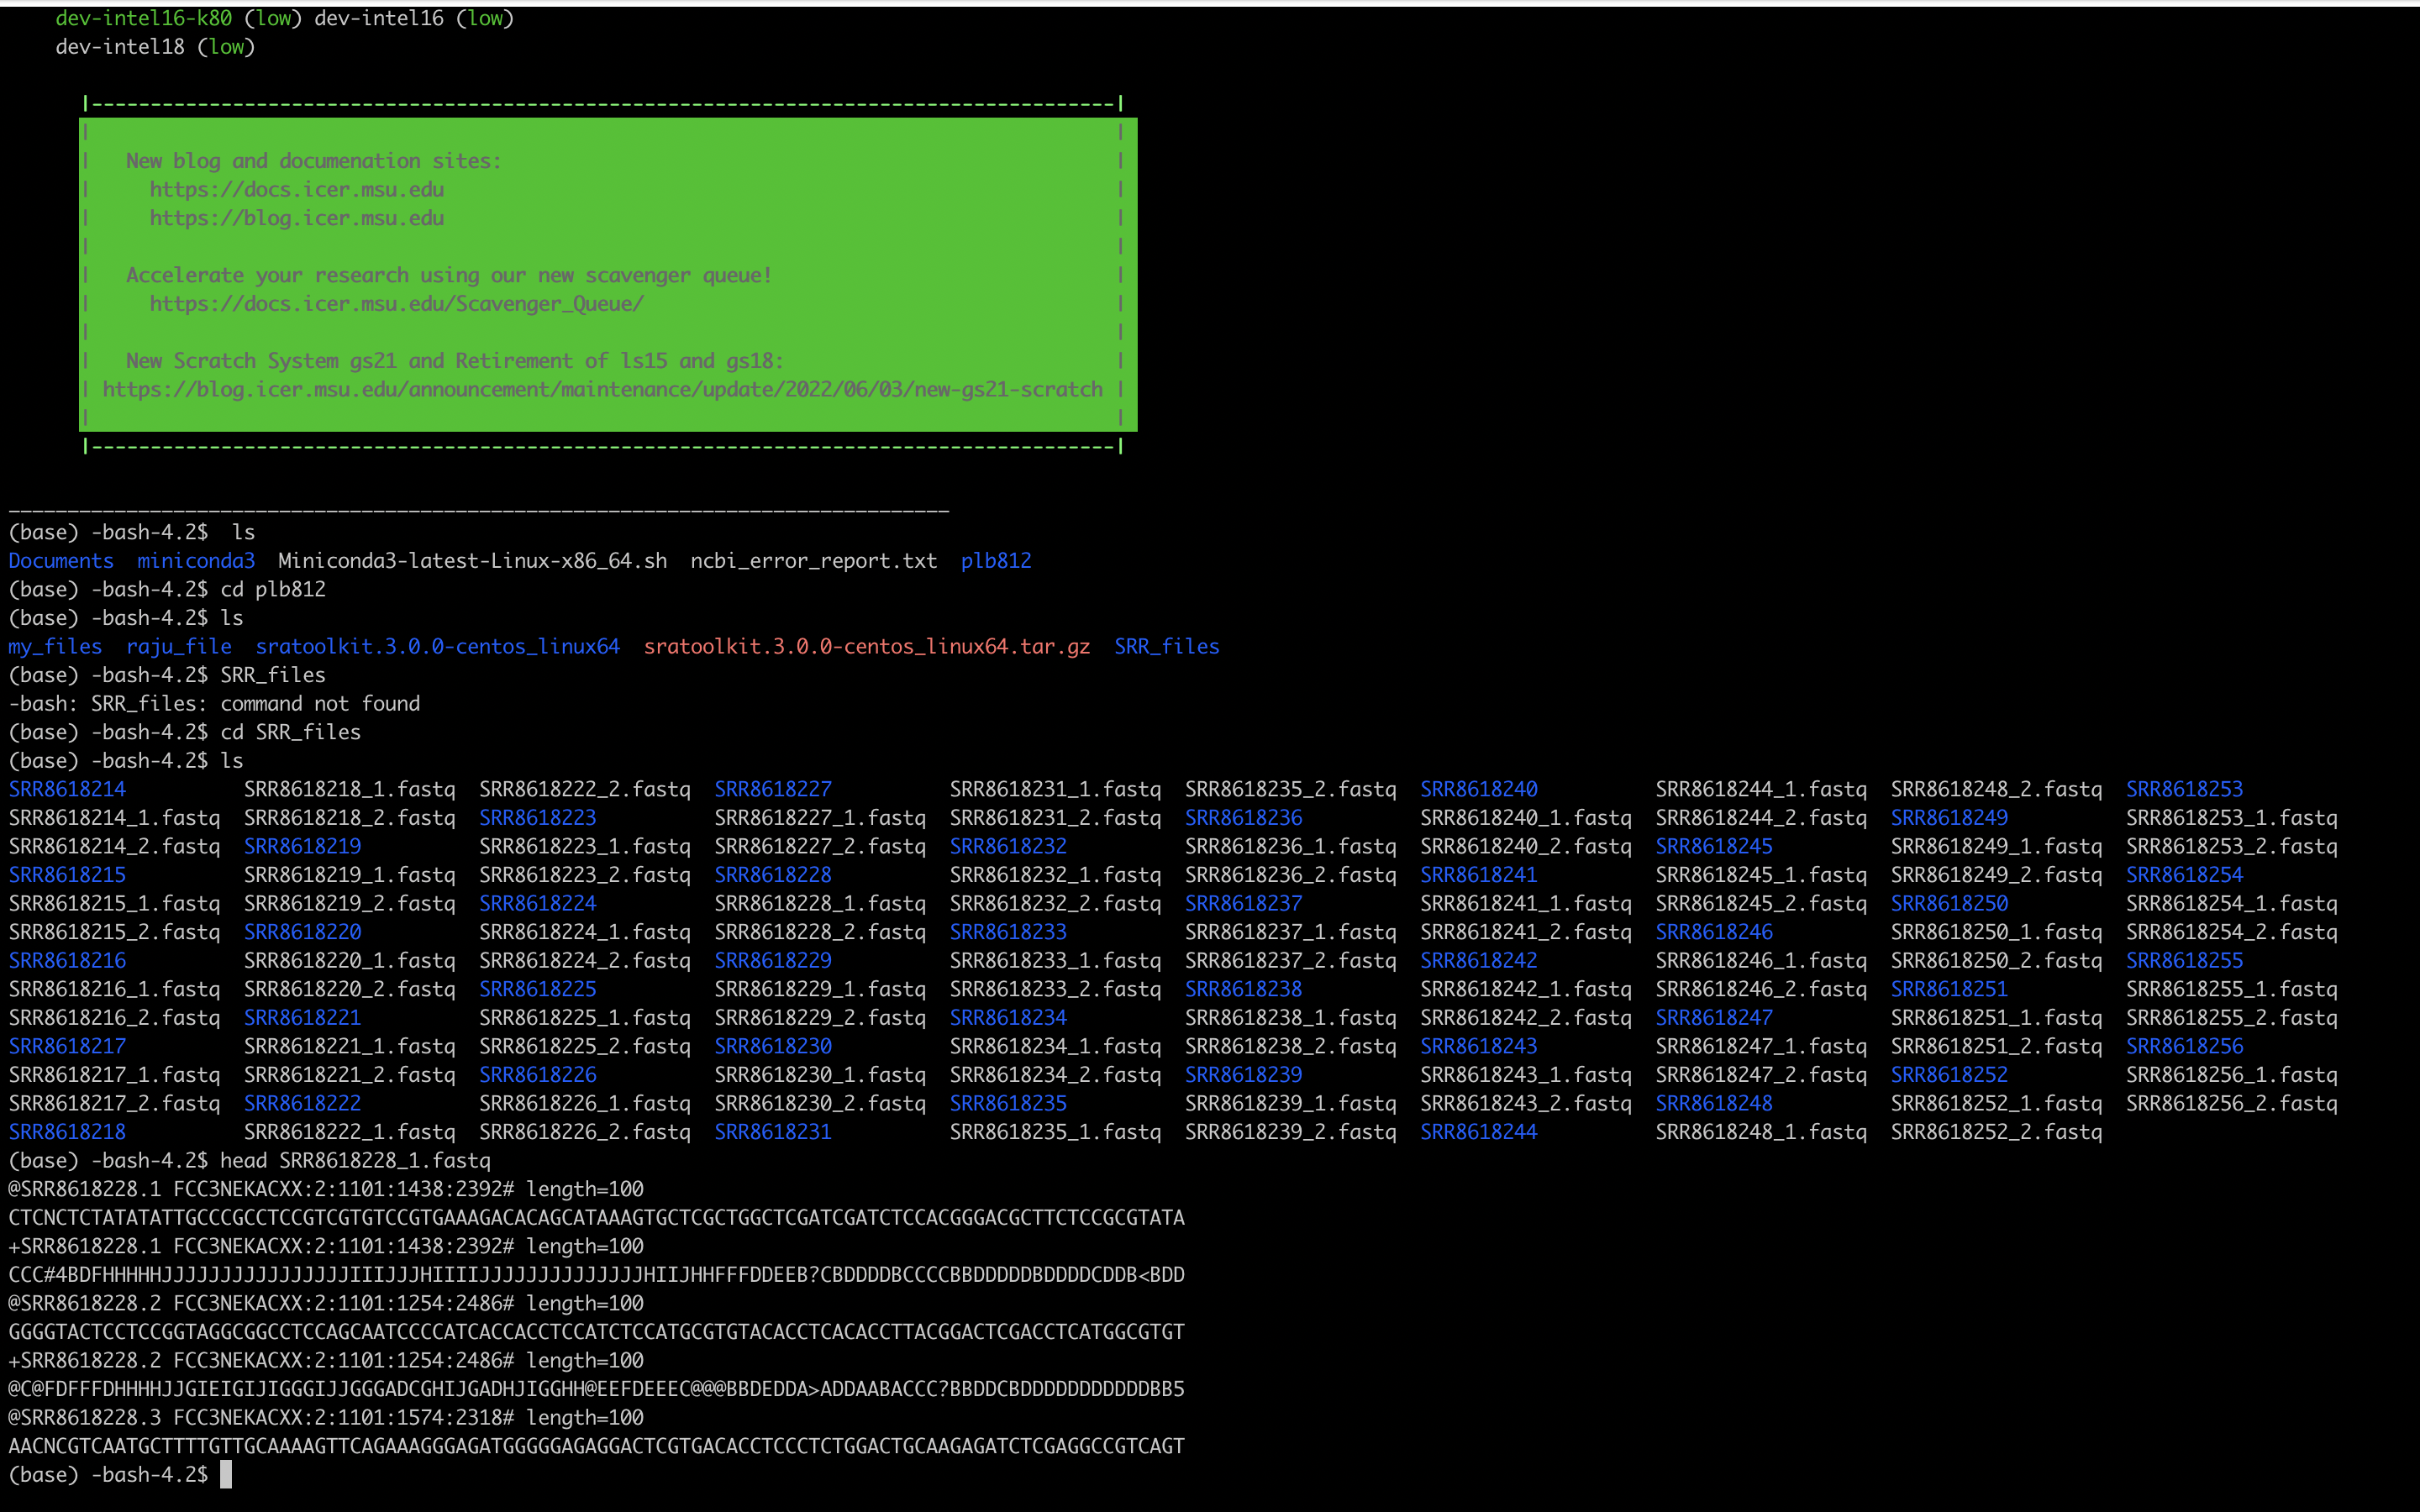 dev-intel16-k80 (low) dev-intel16 (low)
dev-intel18 (low)
|---------------------------------------------------------------------------------------|
| |
| New blog and documenation sites: |
| https://docs.icer.msu.edu |
| https://blog.icer.msu.edu |
| |
| Accelerate your research using our new scavenger queue! |
| https://docs.icer.msu.edu/Scavenger_Queue/ |
| |
| New Scratch System gs21 and Retirement of ls15 and gs18: |
| https://blog.icer.msu.edu/announcement/maintenance/update/2022/06/03/new-gs21-scratch |
| |
|---------------------------------------------------------------------------------------|
________________________________________________________________________________
(base) -bash-4.2$  ls
Documents  miniconda3  Miniconda3-latest-Linux-x86_64.sh  ncbi_error_report.txt  plb812
(base) -bash-4.2$ cd plb812
(base) -bash-4.2$ ls
my_files  raju_file  sratoolkit.3.0.0-centos_linux64  sratoolkit.3.0.0-centos_linux64.tar.gz  SRR_files
(base) -bash-4.2$ SRR_files
-bash: SRR_files: command not found
(base) -bash-4.2$ cd SRR_files
(base) -bash-4.2$ ls
SRR8618214 SRR8618218_1.fastq SRR8618222_2.fastq SRR8618227 SRR8618231_1.fastq SRR8618235_2.fastq SRR8618240 SRR8618244_1.fastq SRR8618248_2.fastq SRR8618253
SRR8618214_1.fastq SRR8618218_2.fastq SRR8618223 SRR8618227_1.fastq SRR8618231_2.fastq SRR8618236 SRR8618240_1.fastq SRR8618244_2.fastq SRR8618249 SRR8618253_1.fastq
SRR8618214_2.fastq SRR8618219 SRR8618223_1.fastq SRR8618227_2.fastq SRR8618232 SRR8618236_1.fastq SRR8618240_2.fastq SRR8618245 SRR8618249_1.fastq SRR8618253_2.fastq
SRR8618215 SRR8618219_1.fastq SRR8618223_2.fastq SRR8618228 SRR8618232_1.fastq SRR8618236_2.fastq SRR8618241 SRR8618245_1.fastq SRR8618249_2.fastq SRR8618254
SRR8618215_1.fastq SRR8618219_2.fastq SRR8618224 SRR8618228_1.fastq SRR8618232_2.fastq SRR8618237 SRR8618241_1.fastq SRR8618245_2.fastq SRR8618250 SRR8618254_1.fastq
SRR8618215_2.fastq SRR8618220 SRR8618224_1.fastq SRR8618228_2.fastq SRR8618233 SRR8618237_1.fastq SRR8618241_2.fastq SRR8618246 SRR8618250_1.fastq SRR8618254_2.fastq
SRR8618216 SRR8618220_1.fastq SRR8618224_2.fastq SRR8618229 SRR8618233_1.fastq SRR8618237_2.fastq SRR8618242 SRR8618246_1.fastq SRR8618250_2.fastq SRR8618255
SRR8618216_1.fastq SRR8618220_2.fastq SRR8618225 SRR8618229_1.fastq SRR8618233_2.fastq SRR8618238 SRR8618242_1.fastq SRR8618246_2.fastq SRR8618251 SRR8618255_1.fastq
SRR8618216_2.fastq SRR8618221 SRR8618225_1.fastq SRR8618229_2.fastq SRR8618234 SRR8618238_1.fastq SRR8618242_2.fastq SRR8618247 SRR8618251_1.fastq SRR8618255_2.fastq
SRR8618217 SRR8618221_1.fastq SRR8618225_2.fastq SRR8618230 SRR8618234_1.fastq SRR8618238_2.fastq SRR8618243 SRR8618247_1.fastq SRR8618251_2.fastq SRR8618256
SRR8618217_1.fastq SRR8618221_2.fastq SRR8618226 SRR8618230_1.fastq SRR8618234_2.fastq SRR8618239 SRR8618243_1.fastq SRR8618247_2.fastq SRR8618252 SRR8618256_1.fastq
SRR8618217_2.fastq SRR8618222 SRR8618226_1.fastq SRR8618230_2.fastq SRR8618235 SRR8618239_1.fastq SRR8618243_2.fastq SRR8618248 SRR8618252_1.fastq SRR8618256_2.fastq
SRR8618218 SRR8618222_1.fastq SRR8618226_2.fastq SRR8618231 SRR8618235_1.fastq SRR8618239_2.fastq SRR8618244 SRR8618248_1.fastq SRR8618252_2.fastq
(base) -bash-4.2$ head SRR8618228_1.fastq
@SRR8618228.1 FCC3NEKACXX:2:1101:1438:2392# length=100
CTCNCTCTATATATTGCCCGCCTCCGTCGTGTCCGTGAAAGACACAGCATAAAGTGCTCGCTGGCTCGATCGATCTCCACGGGACGCTTCTCCGCGTATA
+SRR8618228.1 FCC3NEKACXX:2:1101:1438:2392# length=100
CCC#4BDFHHHHHJJJJJJJJJJJJJJJJIIIJJJHIIIIJJJJJJJJJJJJJJHIIJHHFFFDDEEB?CBDDDDBCCCCBBDDDDDBDDDDCDDB<BDD
@SRR8618228.2 FCC3NEKACXX:2:1101:1254:2486# length=100
GGGGTACTCCTCCGGTAGGCGGCCTCCAGCAATCCCCATCACCACCTCCATCTCCATGCGTGTACACCTCACACCTTACGGACTCGACCTCATGGCGTGT
+SRR8618228.2 FCC3NEKACXX:2:1101:1254:2486# length=100
@C@FDFFFDHHHHJJGIEIGIJIGGGIJJGGGADCGHIJGADHJIGGHH@EEFDEEEC@@@BBDEDDA>ADDAABACCC?BBDDCBDDDDDDDDDDDBB5
@SRR8618228.3 FCC3NEKACXX:2:1101:1574:2318# length=100
AACNCGTCAATGCTTTTGTTGCAAAAGTTCAGAAAGGGAGATGGGGGAGAGGACTCGTGACACCTCCCTCTGGACTGCAAGAGATCTCGAGGCCGTCAGT
(base) -bash-4.2$